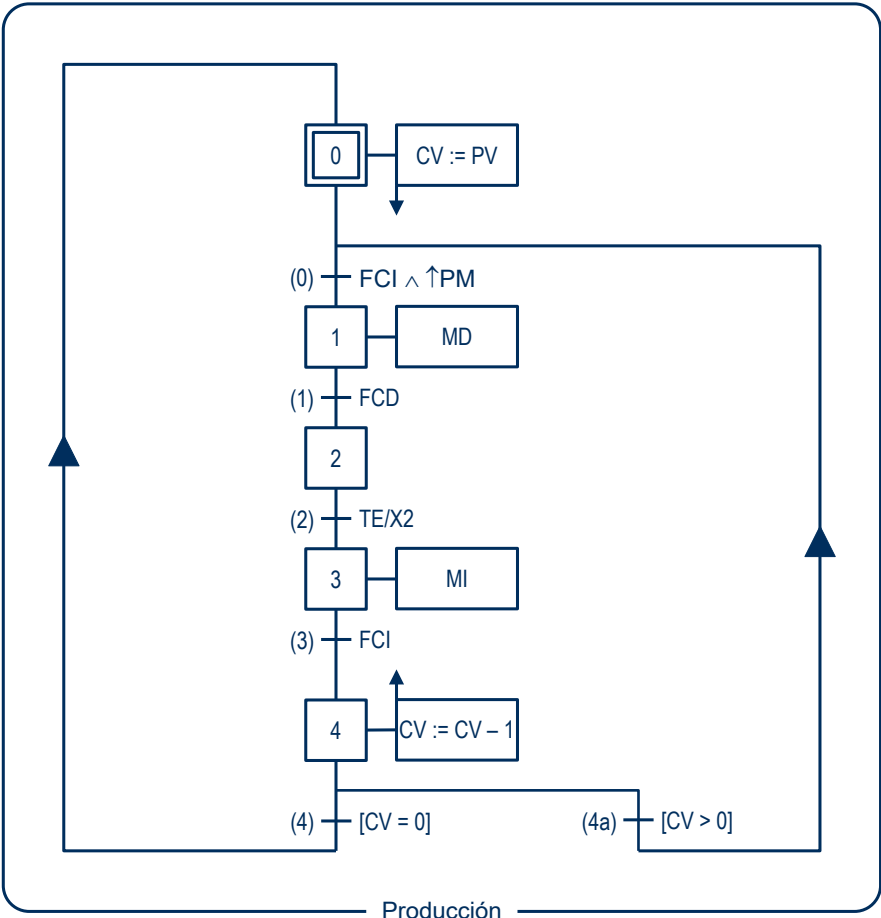 0
CV := PV
(0) FCI ∧ ↑PM
1
MD
(1) FCD
2
(2) TE/X2
3
MI
(3) FCI
4
CV := CV – 1
(4) [CV = 0]
(4a) [CV > 0]
Producción